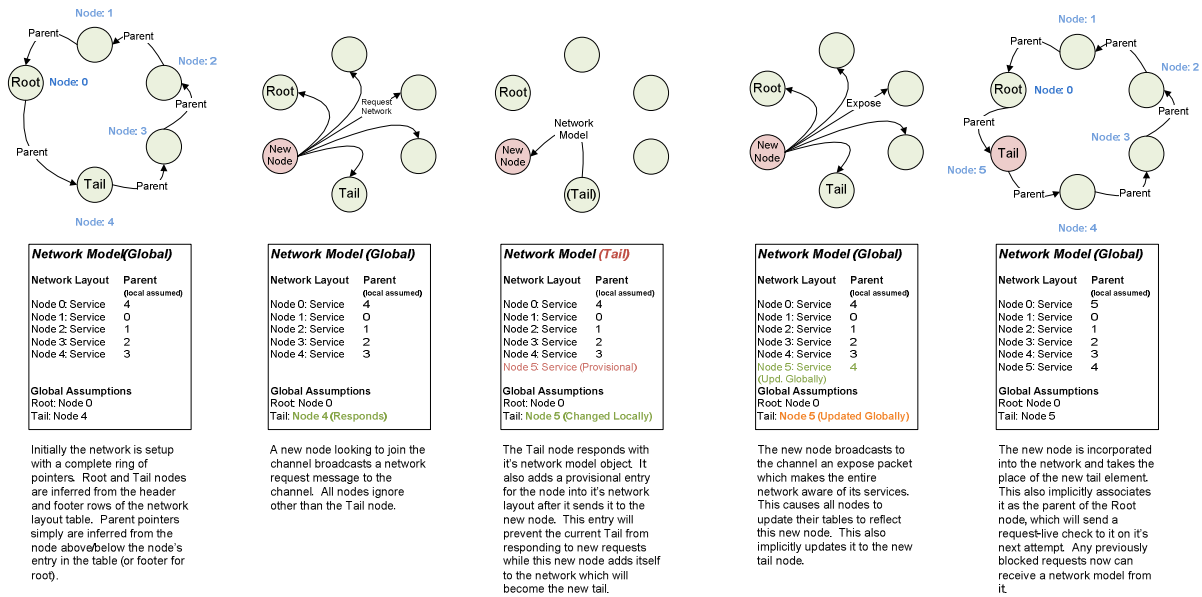 Node: 1
Parent
Parent
Node: 2
Root
Node: 0
Parent
Node: 3
Parent
Tail
Parent
Node: 4
Root
Request
Network
New
Node
Tail
Root
Network
Model
New
Node
(Tail)
Root
Expose
New
Node
Tail
Node: 1
Parent
Parent
Node: 2
Root
Node: 0
Parent
Parent
Node: 3
Tail
Node: 5
Parent
Parent
Node: 4
Network Model(Global)
Network Layout Parent
(local assumed)
Node 0: Service 4
Node 1: Service 0
Node 2: Service 1
Node 3: Service 2
Node 4: Service 3
Global Assumptions
Root: Node 0
Tail: Node 4
Network Model (Global)
Network Layout Parent
(local assumed)
Node 0: Service 4
Node 1: Service 0
Node 2: Service 1
Node 3: Service 2
Node 4: Service 3
Global Assumptions
Root: Node 0
Tail: Node 4 (Responds)
Network Model (Tail)
Network Layout Parent
(local assumed)
Node 0: Service 4
Node 1: Service 0
Node 2: Service 1
Node 3: Service 2
Node 4: Service 3
Node 5: Service (Provisional)
Global Assumptions
Root: Node 0
Tail: Node 5 (Changed Locally)
Network Model (Global)
Network Layout Parent
(local assumed)
Node 0: Service 4
Node 1: Service 0
Node 2: Service 1
Node 3: Service 2
Node 4: Service 3
Node 5: Service 4
(Upd. Globally)
Global Assumptions
Root: Node 0
Tail: Node 5 (Updated Globally)
Network Model (Global)
Network Layout Parent
(local assumed)
Node 0: Service 5
Node 1: Service 0
Node 2: Service 1
Node 3: Service 2
Node 4: Service 3
Node 5: Service 4
Global Assumptions
Root: Node 0
Tail: Node 5
Initially the network is setup
with a complete ring of
pointers. Root and Tail nodes
are inferred from the header
and footer rows of the network
layout table. Parent pointers
simply are inferred from the
node above/below the node's
entry in the table (or footer for
root).
A new node looking to join the
channel broadcasts a network
request message to the
channel. All nodes ignore
other than the Tail node.
The Tail node responds with
it's network model object. It
also adds a provisional entry
for the node into it's network
layout after it sends it to the
new node. This entry will
prevent the current Tail from
responding to new requests
while this new node adds itself
to the network which will
become the new tail.
The new node broadcasts to
the channel an expose packet
which makes the entire
network aware of its services.
This causes all nodes to
update their tables to reflect
this new node. This also
implicitly updates it to the new
tail node.
The new node is incorporated
into the network and takes the
place of the new tail element.
This also implicitly associates
it as the parent of the Root
node, which will send a
request-live check to it on it's
next attempt. Any previously
blocked requests now can
receive a network model from
it.